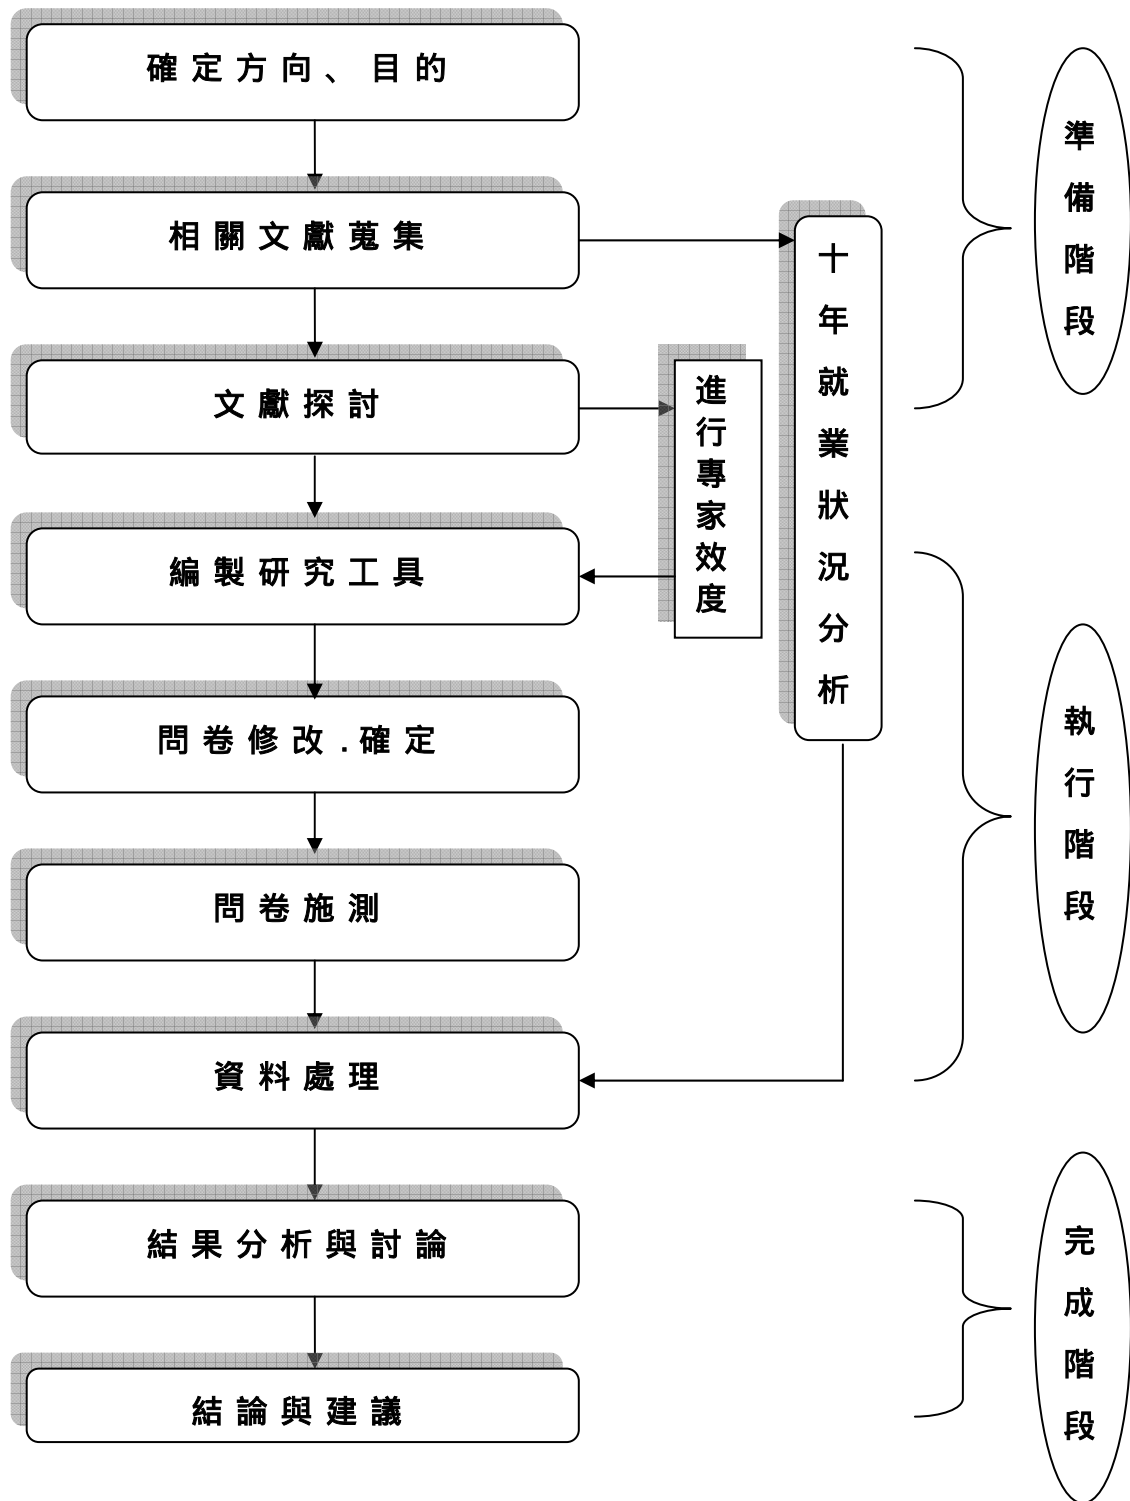 確定方向、目的
相關文獻蒐集
文獻探討
編製研究工具
問卷修改.確定
問卷施測
資料處理
結果分析與討論
結論與建議
進行專家效度
十年就業狀況分析
準備階段
執行階段
完成階段